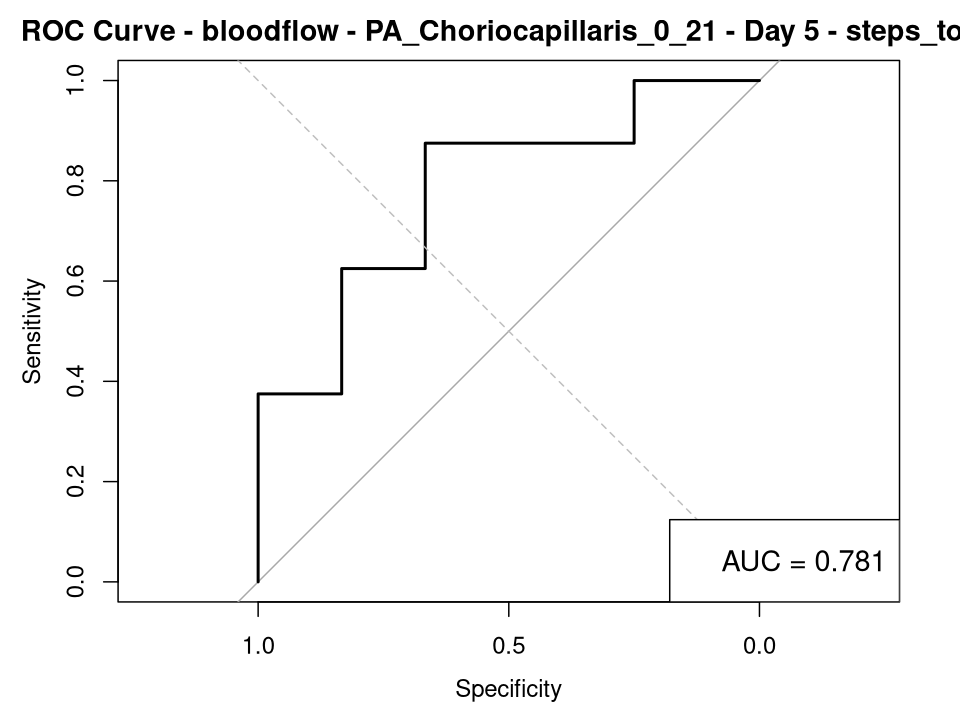 ROC Curve - bloodflow - PA_Choriocapillaris_0_21 - Day 5 - steps_to
1.0
0.8
0.6
0.4
0.2
0.0
Sensitivity
AUC = 0.781
1.0 0.5 0.0
Specificity